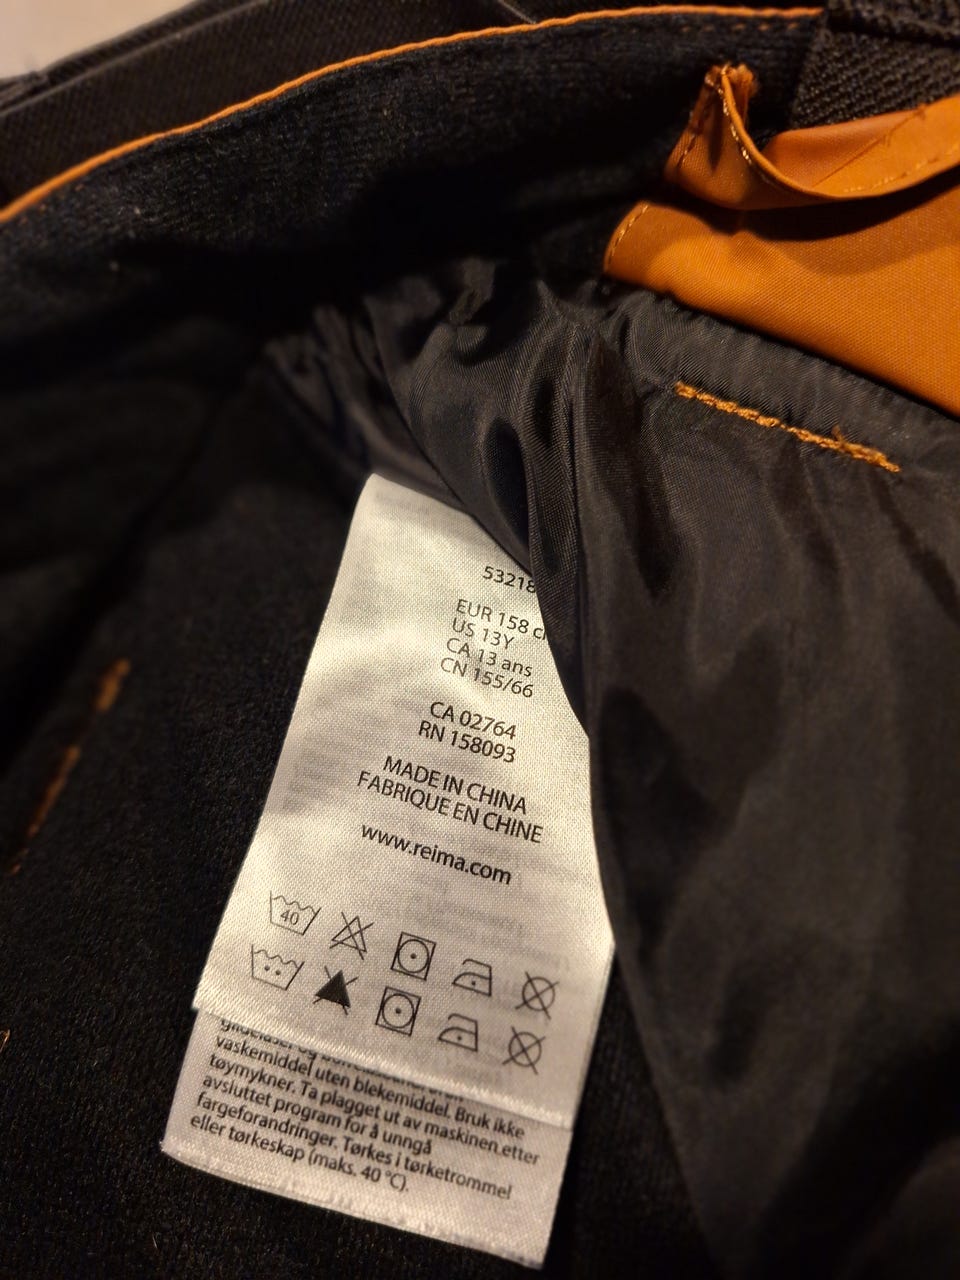 53218
EUR 158 c
US 13Y
CA 13 ans
CN 155/66
CA 02764
RN 158093
MADE IN CHINA
FABRIQUE EN CHINE
www.reima.com
40
vaskemiddel uten blekemiddel. Bruk ikke
tøymykner. Ta plagget ut av maskinen etter
avsluttet program for å unngå
fargeforandringer. Tørkes i tørketrommel
eller tørkeskap (maks. 40 °C).